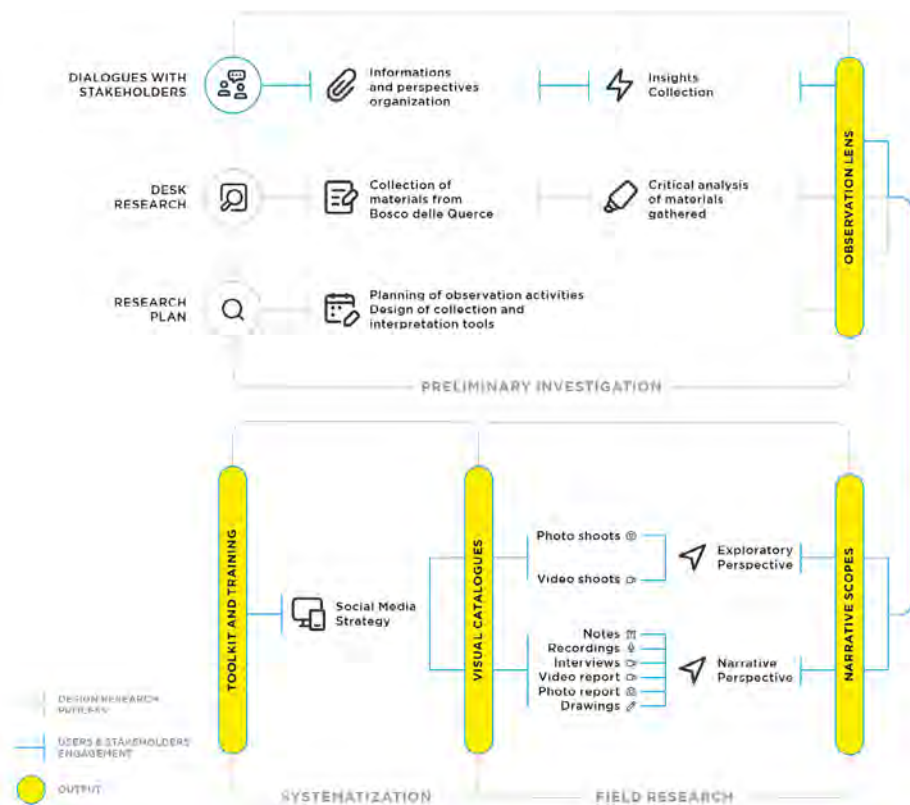 DIALOGUES WITH
STAKEHOLDERS
Informations
and perspectives
organization
Insights
Collection
DESK
RESEARCH
Collection of
materials from
Bosco delle Querce
Critical analysis
of materials
gathered
RESEARCH
PLAN
Planning of observation activities
Design of collection and
interpretation tools
OBSERVATION LENS
PRELIMINARY INVESTIGATION
TOOLKIT AND TRAINING
Social Media
Strategy
VISUAL CATALOGUES
Photo shoots
Video shoots
Exploratory
Perspective
Notes
Recordings
Interviews
Video report
Photo report
Drawings
Narrative
Perspective
NARRATIVE SCOPES
DESIGN RESEARCH
PROCESS
USERS & STAKEHOLDERS
ENGAGEMENT
OUTPUT
SYSTEMATIZATION
FIELD RESEARCH